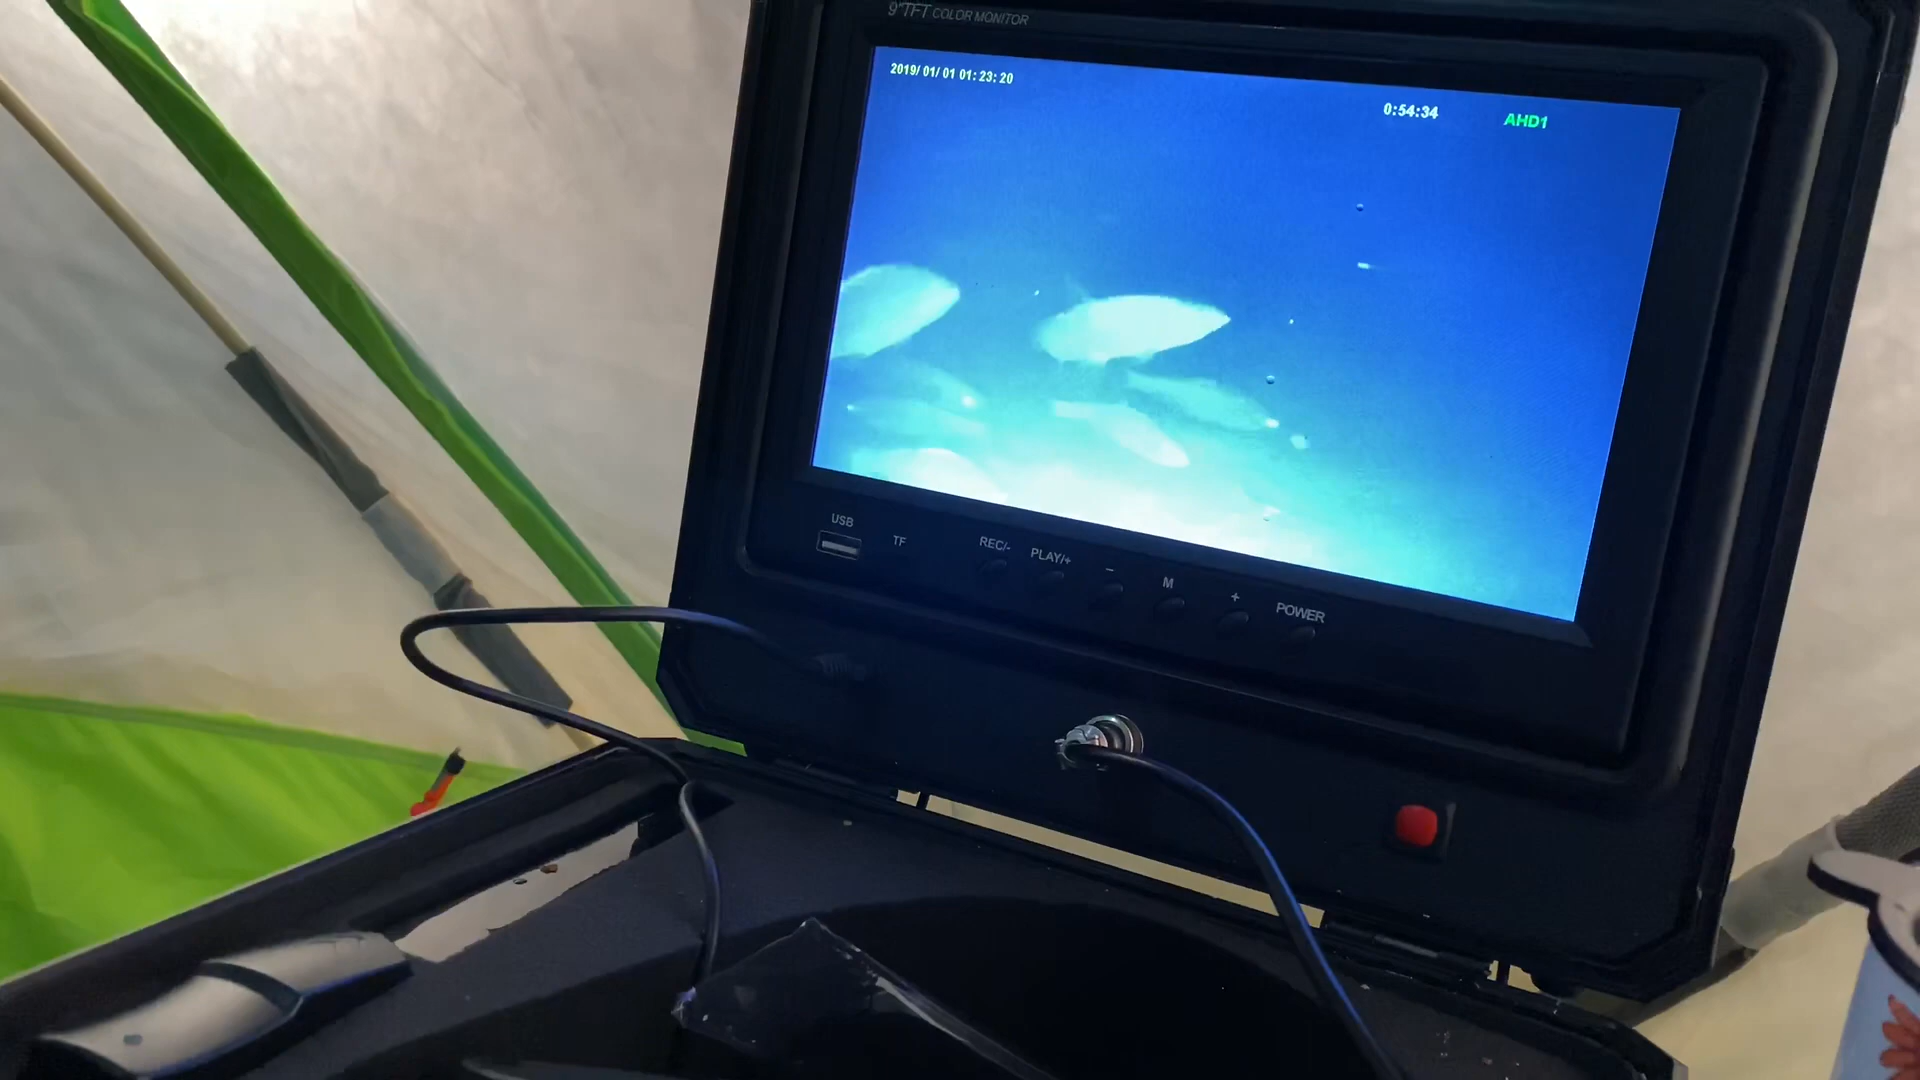 9"TFT COLOR MONITOR
2019/01/01 01:23:20
0:54:34
AHD1
USB
TF
REC/-
PLAY/+
-
M
+
POWER